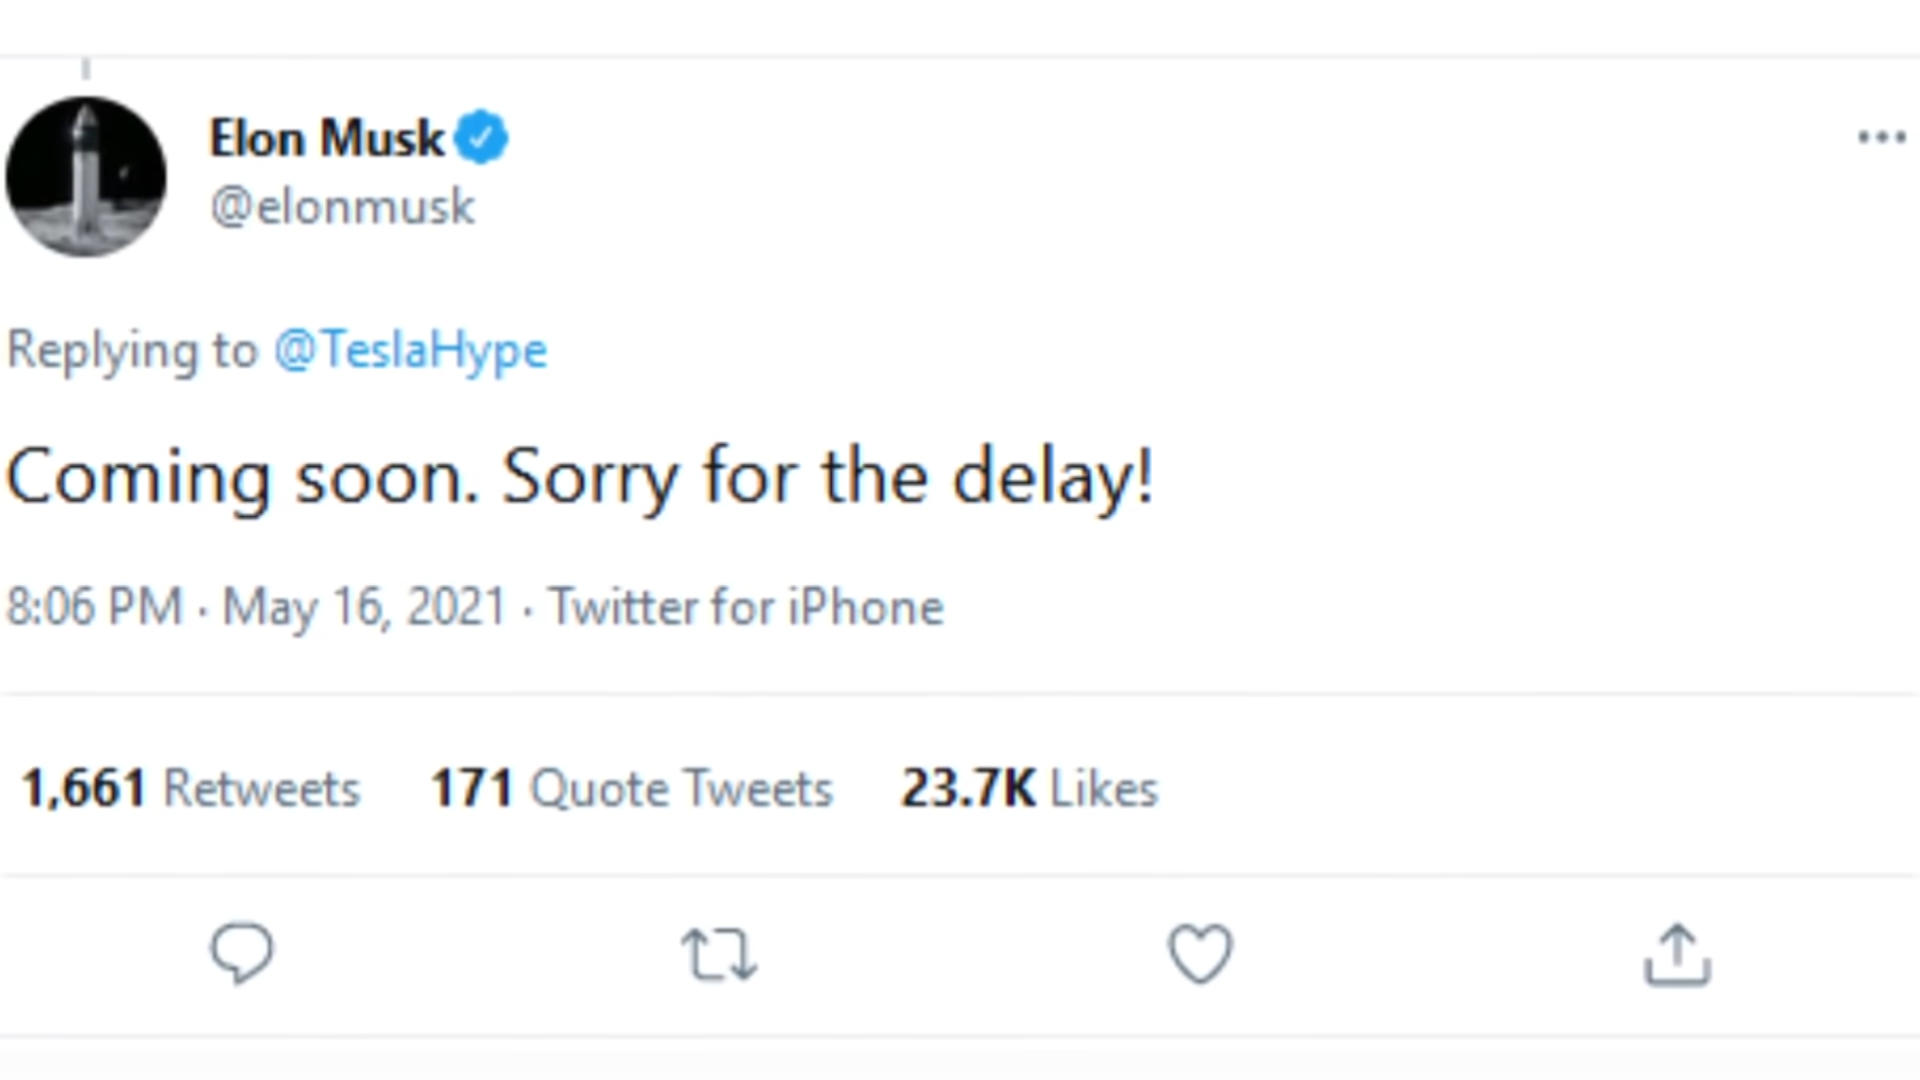 Elon Musk
@elonmusk
Replying to @TeslaHype
Coming soon. Sorry for the delay!
8:06 PM · May 16, 2021 · Twitter for iPhone
1,661 Retweets 171 Quote Tweets 23.7K Likes